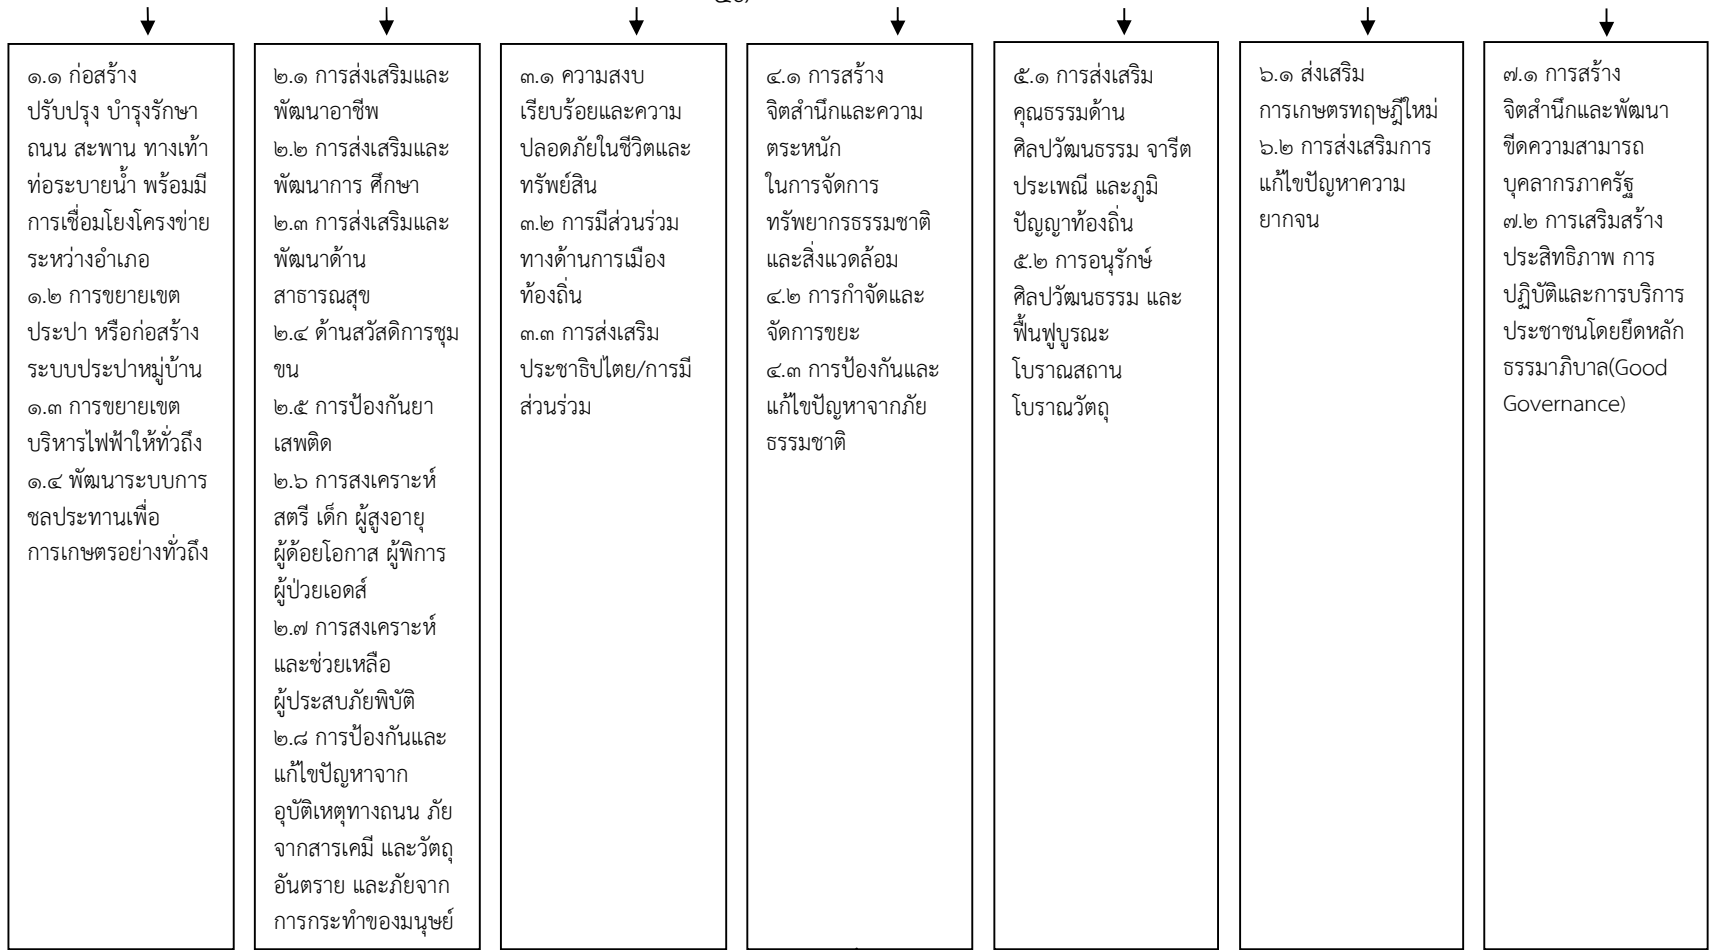 ๑.๑ ก่อสร้าง
ปรับปรุง บำรุงรักษา
ถนน สะพาน ทางเท้า
ท่อระบายน้ำ พร้อมมี
การเชื่อมโยงโครงข่าย
ระหว่างอำเภอ
๑.๒ การขยายเขต
ประปา หรือก่อสร้าง
ระบบประปาหมู่บ้าน
๑.๓ การขยายเขต
บริหารไฟฟ้าให้ทั่วถึง
๑.๔ พัฒนาระบบการ
ชลประทานเพื่อ
การเกษตรอย่างทั่วถึง
๒.๑ การส่งเสริมและ
พัฒนาอาชีพ
๒.๒ การส่งเสริมและ
พัฒนาการ ศึกษา
๒.๓ การส่งเสริมและ
พัฒนาด้าน
สาธารณสุข
๒.๔ ด้านสวัสดิการชุม
ขน
๒.๕ การป้องกันยา
เสพติด
๒.๖ การสงเคราะห์
สตรี เด็ก ผู้สูงอายุ
ผู้ด้อยโอกาส ผู้พิการ
ผู้ป่วยเอดส์
๒.๗ การสงเคราะห์
และช่วยเหลือ
ผู้ประสบภัยพิบัติ
๒.๘ การป้องกันและ
แก้ไขปัญหาจาก
อุบัติเหตุทางถนน ภัย
จากสารเคมี และวัตถุ
อันตราย และภัยจาก
การกระทำของมนุษย์
๓.๑ ความสงบ
เรียบร้อยและความ
ปลอดภัยในชีวิตและ
ทรัพย์สิน
๓.๒ การมีส่วนร่วม
ทางด้านการเมือง
ท้องถิ่น
๓.๓ การส่งเสริม
ประชาธิปไตย/การมี
ส่วนร่วม
๔.๑ การสร้าง
จิตสำนึกและความ
ตระหนัก
ในการจัดการ
ทรัพยากรธรรมชาติ
และสิ่งแวดล้อม
๔.๒ การกำจัดและ
จัดการขยะ
๔.๓ การป้องกันและ
แก้ไขปัญหาจากภัย
ธรรมชาติ
๕.๑ การส่งเสริม
คุณธรรมด้าน
ศิลปวัฒนธรรม จารีต
ประเพณี และภูมิ
ปัญญาท้องถิ่น
๕.๒ การอนุรักษ์
ศิลปวัฒนธรรม และ
ฟื้นฟูบูรณะ
โบราณสถาน
โบราณวัตถุ
๖.๑ ส่งเสริม
การเกษตรทฤษฎีใหม่
๖.๒ การส่งเสริมการ
แก้ไขปัญหาความ
ยากจน
๗.๑ การสร้าง
จิตสำนึกและพัฒนา
ขีดความสามารถ
บุคลากรภาครัฐ
๗.๒ การเสริมสร้าง
ประสิทธิภาพ การ
ปฏิบัติและการบริการ
ประชาชนโดยยึดหลัก
ธรรมาภิบาล(Good
Governance)